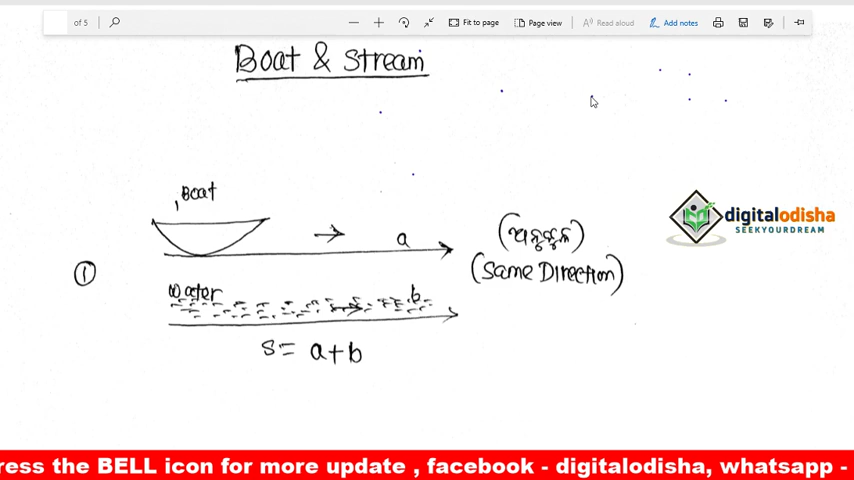 of 5
Fit to page
Page view
Read aloud
Add notes
Boat & Stream
Boat
a
(ଅନୁକୂଳ)
(Same Direction)
①
water
b
S = a+b
digitalodisha
SEEKYOURDREAM
ress the BELL icon for more update , facebook - digitalodisha, whatsapp -